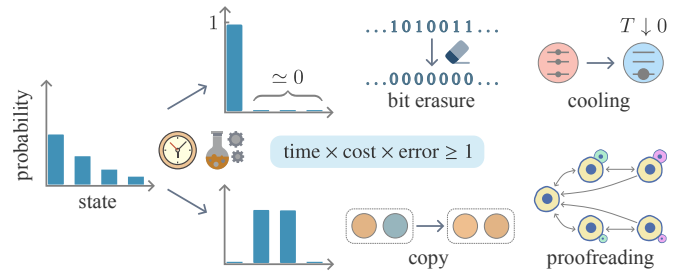 1
≃ 0
probability
state
...1010011...
...0000000...
bit erasure
T ↓ 0
cooling
time × cost × error ≥ 1
copy
proofreading